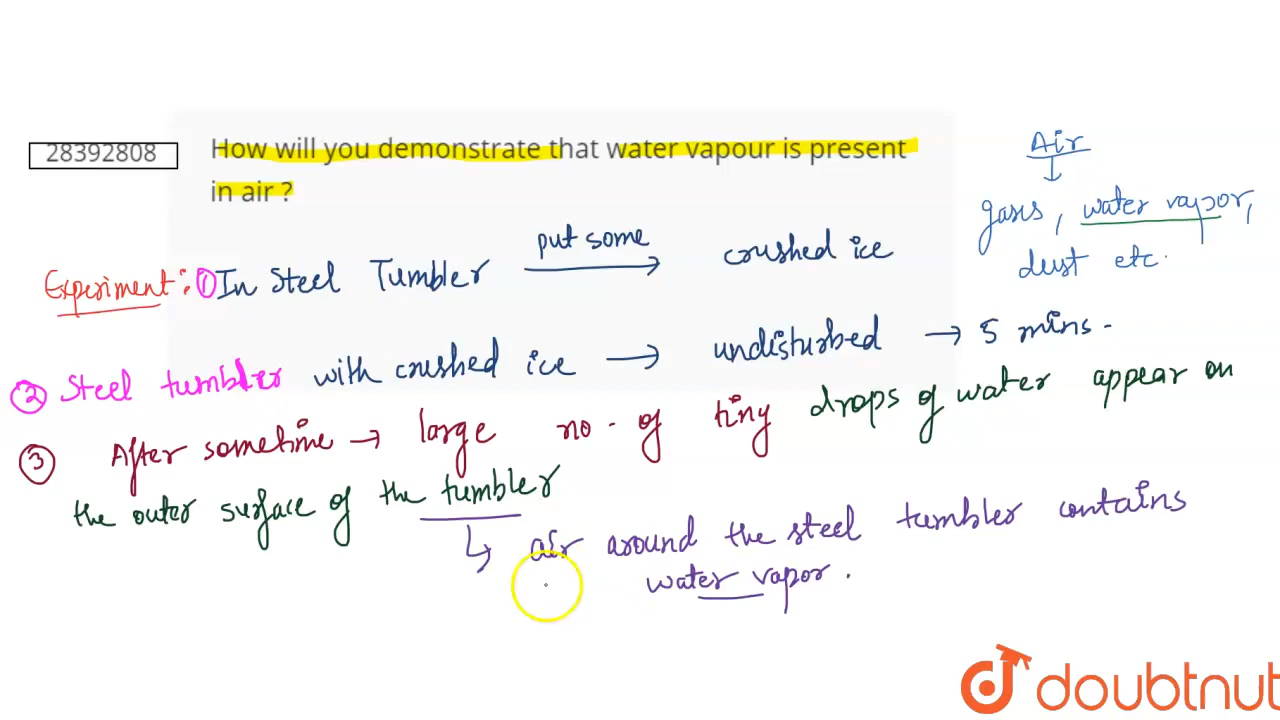 28392808
How will you demonstrate that water vapour is present
in air ?
Air
gases, water vapor,
dust etc.
Experiment: ① In Steel Tumbler put some → crushed ice
② Steel tumbler with crushed ice → undisturbed → 5 mins.
③ After sometime → large no. of tiny drops of water appear on
the outer surface of the tumbler
↳ air around the steel tumbler contains
water vapor.
doubtnut